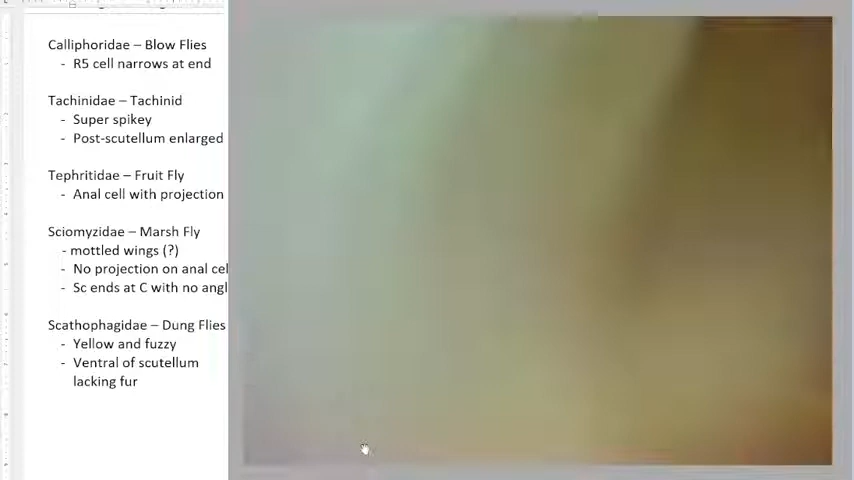 Calliphoridae – Blow Flies
- R5 cell narrows at end
Tachinidae – Tachinid
- Super spikey
- Post-scutellum enlarged
Tephritidae – Fruit Fly
- Anal cell with projection
Sciomyzidae – Marsh Fly
- mottled wings (?)
- No projection on anal cel
- Sc ends at C with no angl
Scathophagidae – Dung Flies
- Yellow and fuzzy
- Ventral of scutellum
lacking fur